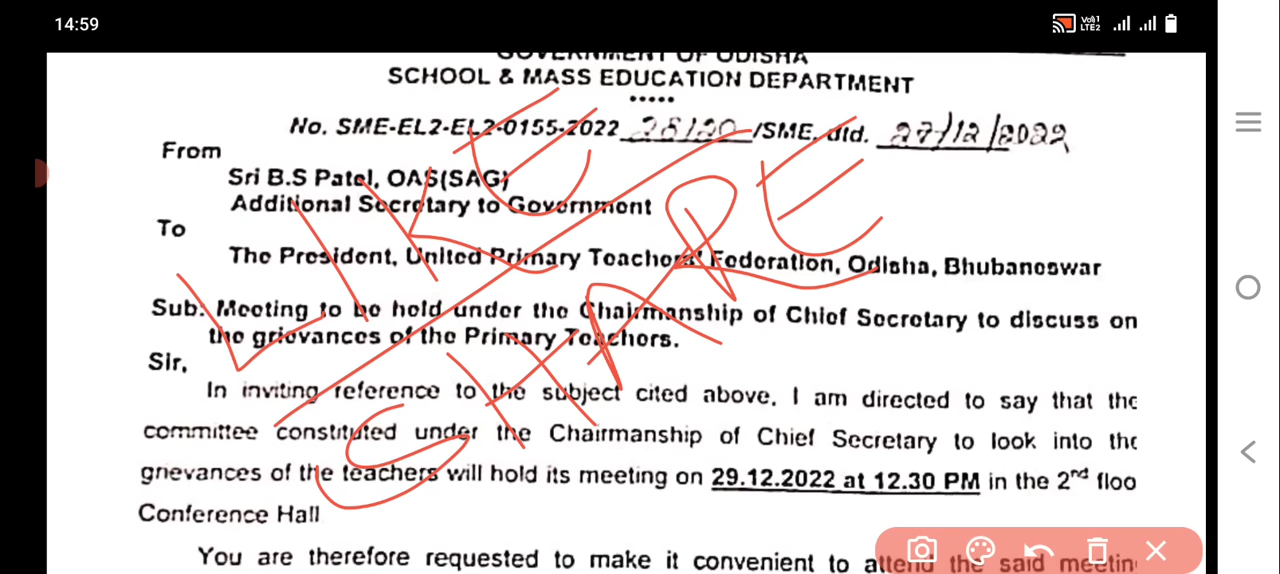 14:59
Vo1 LTE2
GOVERNMENT OF ODISHA
SCHOOL & MASS EDUCATION DEPARTMENT
No. SME-EL2-EL2-0155-2022 28120 /SME, dtd. 27/12/2022
From
Sri B.S Patel, OAS(SAG)
Additional Secretary to Government
To
The President, United Primary Teachers' Federation, Odisha, Bhubaneswar
Sub: Meeting to be held under the Chairmanship of Chief Secretary to discuss on
the grievances of the Primary Teachers.
Sir,
In inviting reference to the subject cited above, I am directed to say that the
committee constituted under the Chairmanship of Chief Secretary to look into the
grievances of the teachers will hold its meeting on 29.12.2022 at 12.30 PM in the 2nd floo
Conference Hall
You are therefore requested to make it convenient to attend the said meetin
LIKE
SHARE